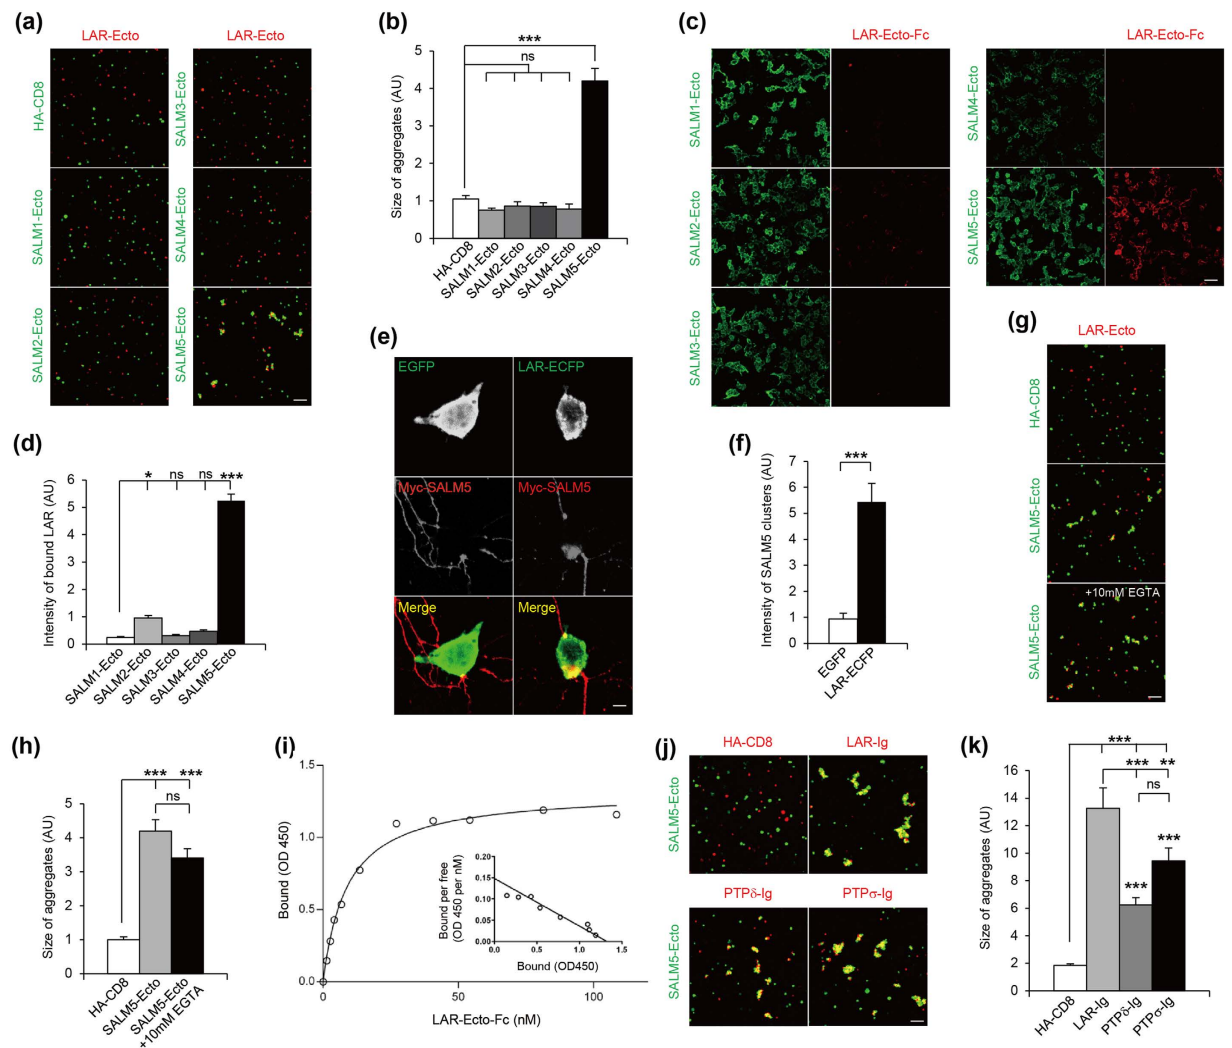 (a)
LAR-Ecto
LAR-Ecto
HA-CD8
SALM1-Ecto
SALM2-Ecto
SALM3-Ecto
SALM4-Ecto
SALM5-Ecto
(b)
***
ns
Size of aggregates (AU)
5
4
3
2
1
0
HA-CD8
SALM1-Ecto
SALM2-Ecto
SALM3-Ecto
SALM4-Ecto
SALM5-Ecto
(c)
LAR-Ecto-Fc
LAR-Ecto-Fc
SALM1-Ecto
SALM2-Ecto
SALM3-Ecto
SALM4-Ecto
SALM5-Ecto
(d)
* ns ns ***
Intensity of bound LAR (AU)
6
5
4
3
2
1
0
SALM1-Ecto
SALM2-Ecto
SALM3-Ecto
SALM4-Ecto
SALM5-Ecto
(e)
EGFP
LAR-ECFP
Myc-SALM5
Myc-SALM5
Merge
Merge
(f)
***
Intensity of SALM5 clusters (AU)
7
6
5
4
3
2
1
0
EGFP
LAR-ECFP
(g)
LAR-Ecto
HA-CD8
SALM5-Ecto
+10mM EGTA
SALM5-Ecto
(h)
*** ***
ns
Size of aggregates (AU)
5
4
3
2
1
0
HA-CD8
SALM5-Ecto
SALM5-Ecto
+10mM EGTA
(i)
Bound (OD 450)
1.5
1.0
0.5
0.0
0 50 100
LAR-Ecto-Fc (nM)
Bound per free
(OD 450 per nM)
0.20
0.15
0.10
0.05
0.00
0.0 0.5 1.0 1.5
Bound (OD450)
(j)
HA-CD8
LAR-Ig
SALM5-Ecto
PTPδ-Ig
PTPσ-Ig
SALM5-Ecto
(k)
***
*** **
ns
***
***
Size of aggregates (AU)
16
14
12
10
8
6
4
2
0
HA-CD8
LAR-Ig
PTPδ-Ig
PTPσ-Ig